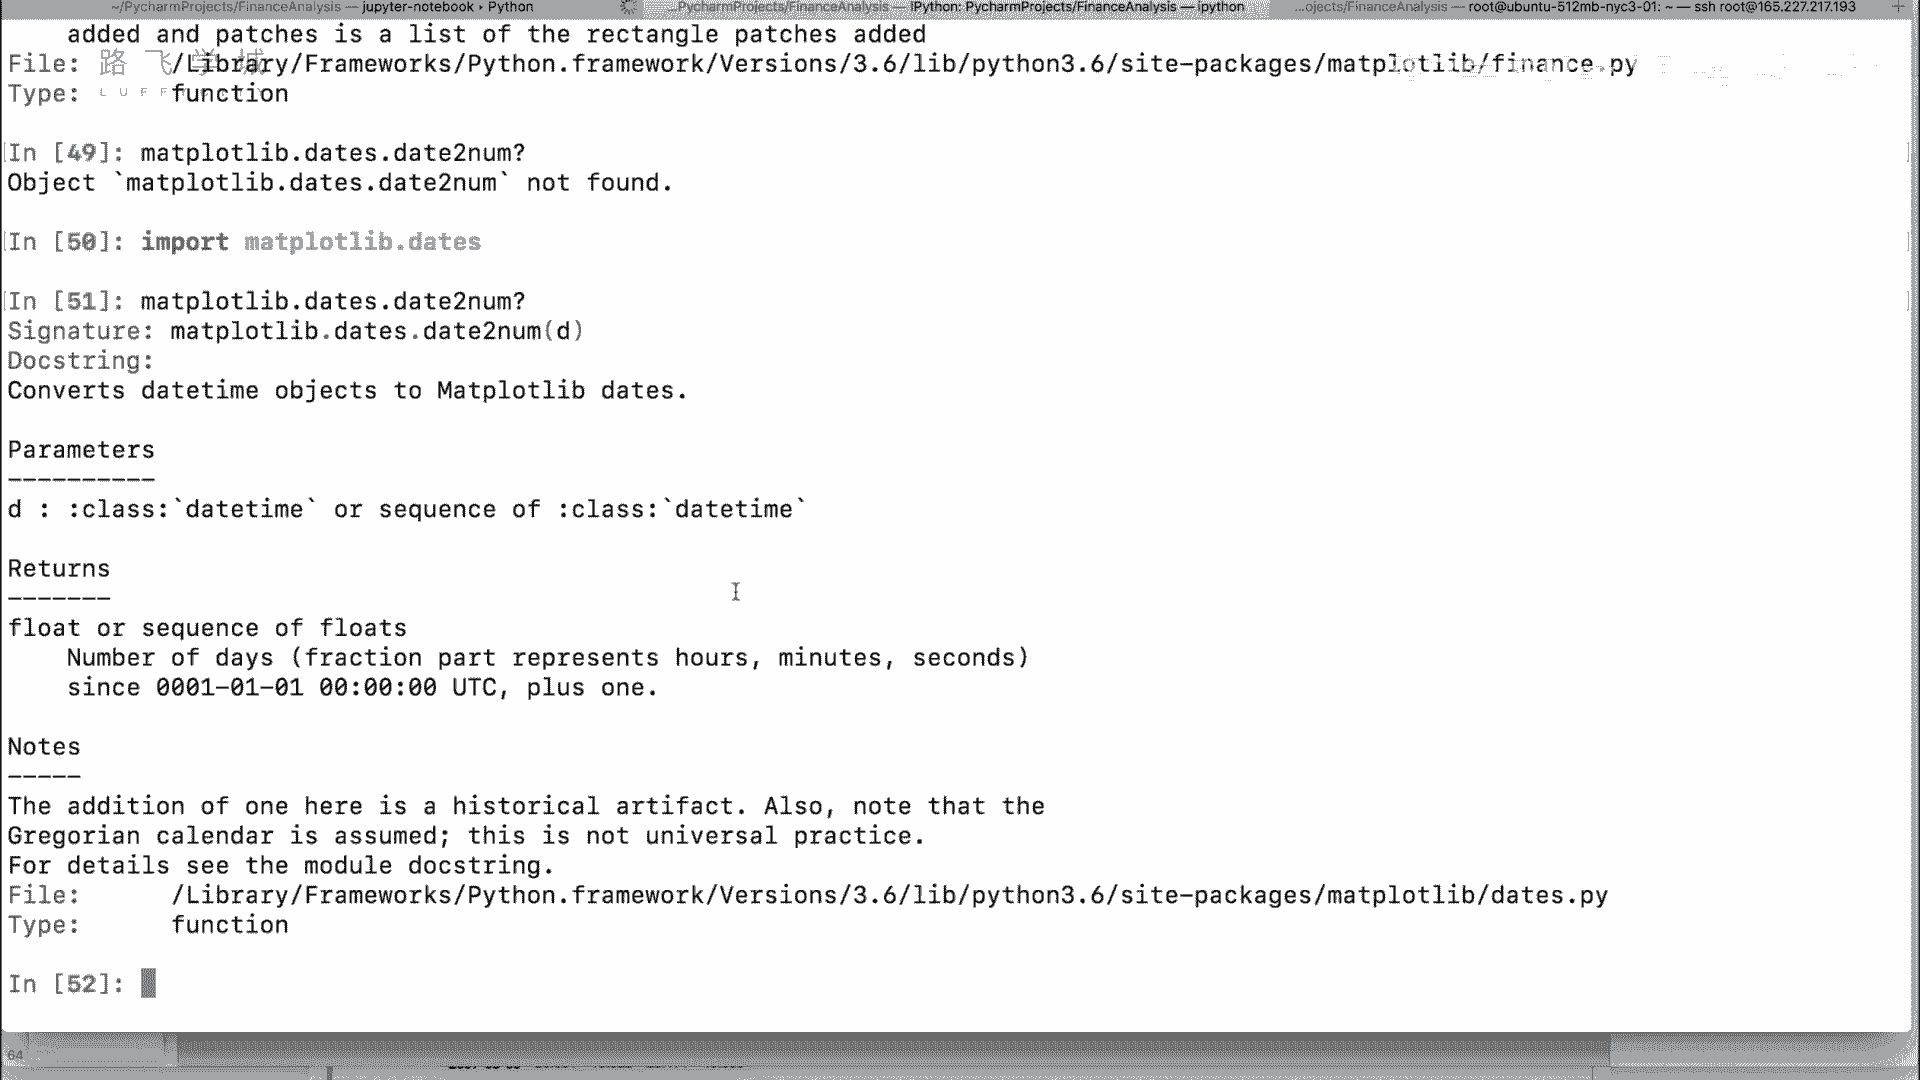 ~/PycharmProjects/FinanceAnalysis — jupyter-notebook ▸ Python
...PycharmProjects/FinanceAnalysis — IPython: PycharmProjects/FinanceAnalysis — ipython
...ojects/FinanceAnalysis — root@ubuntu-512mb-nyc3-01: ~ — ssh root@165.227.217.193
added and patches is a list of the rectangle patches added
路飞学城
File: /Library/Frameworks/Python.framework/Versions/3.6/lib/python3.6/site-packages/matplotlib/finance.py
Type: function
In [49]: matplotlib.dates.date2num?
Object `matplotlib.dates.date2num` not found.
In [50]: import matplotlib.dates
In [51]: matplotlib.dates.date2num?
Signature: matplotlib.dates.date2num(d)
Docstring:
Converts datetime objects to Matplotlib dates.
Parameters
----------
d : :class:`datetime` or sequence of :class:`datetime`
Returns
-------
float or sequence of floats
Number of days (fraction part represents hours, minutes, seconds)
since 0001-01-01 00:00:00 UTC, plus one.
Notes
-----
The addition of one here is a historical artifact. Also, note that the
Gregorian calendar is assumed; this is not universal practice.
For details see the module docstring.
File: /Library/Frameworks/Python.framework/Versions/3.6/lib/python3.6/site-packages/matplotlib/dates.py
Type: function
In [52]:
64